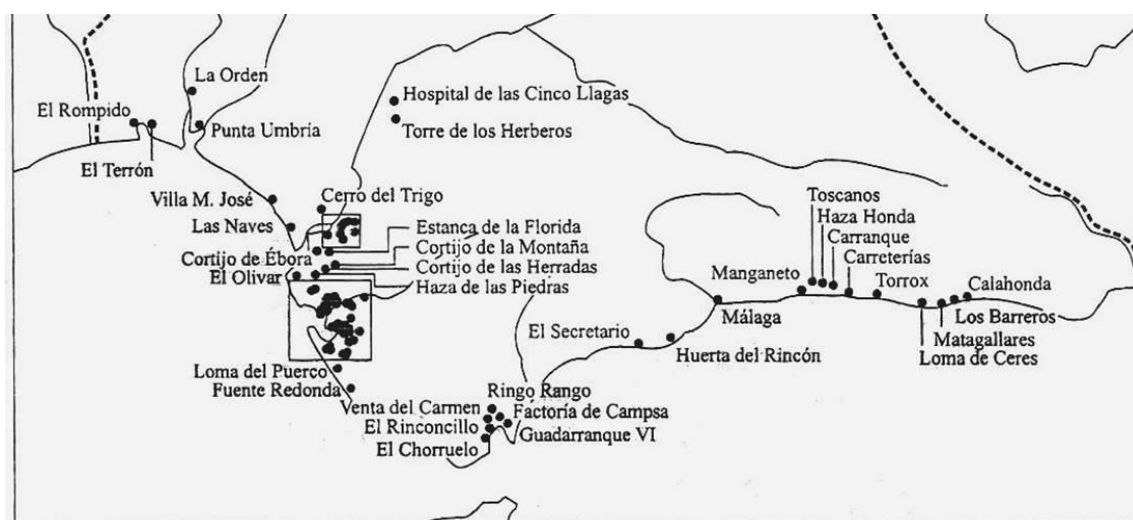 La Orden
El Rompido
Punta Umbría
El Terrón
Hospital de las Cinco Llagas
Torre de los Herberos
Villa M. José
Cerro del Trigo
Las Naves
Estanca de la Florida
Cortijo de la Montaña
Cortijo de Ébora
Cortijo de las Herradas
El Olivar
Haza de las Piedras
Toscanos
Haza Honda
Carranque
Carreterías
Manganeto
Torrox
Calahonda
Los Barreros
Matagallares
Loma de Ceres
Málaga
El Secretario
Huerta del Rincón
Loma del Puerco
Fuente Redonda
Ringo Rango
Venta del Carmen
Factoría de Campsa
El Rinconcillo
Guadarranque VI
El Chorruelo